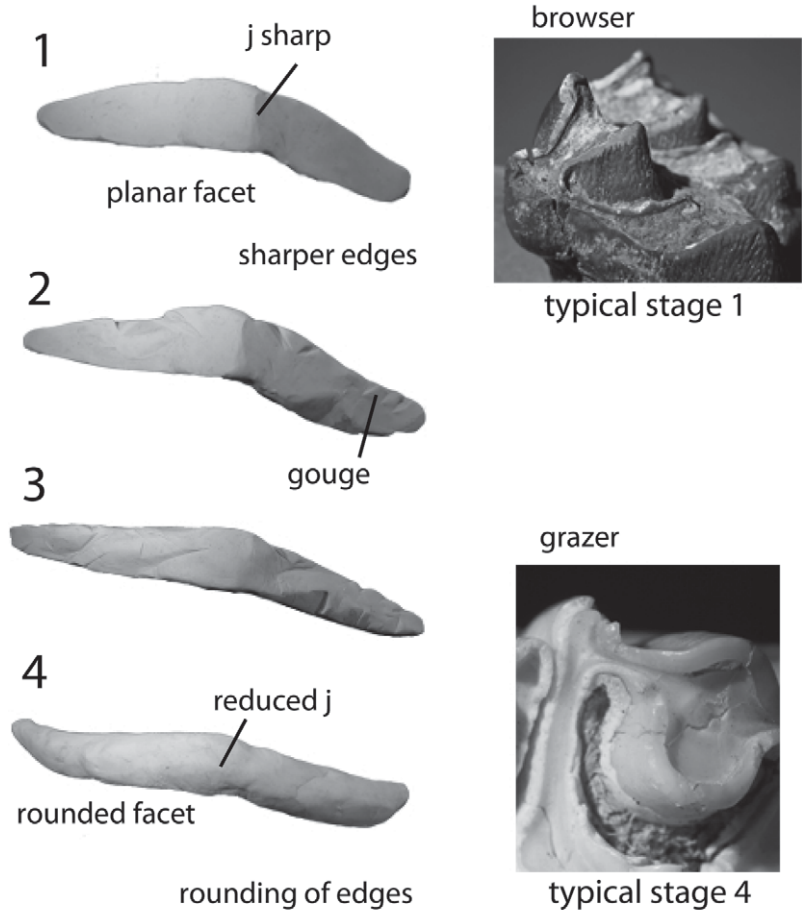 1
j sharp
planar facet
sharper edges
2
gouge
3
4
reduced j
rounded facet
rounding of edges
browser
typical stage 1
grazer
typical stage 4